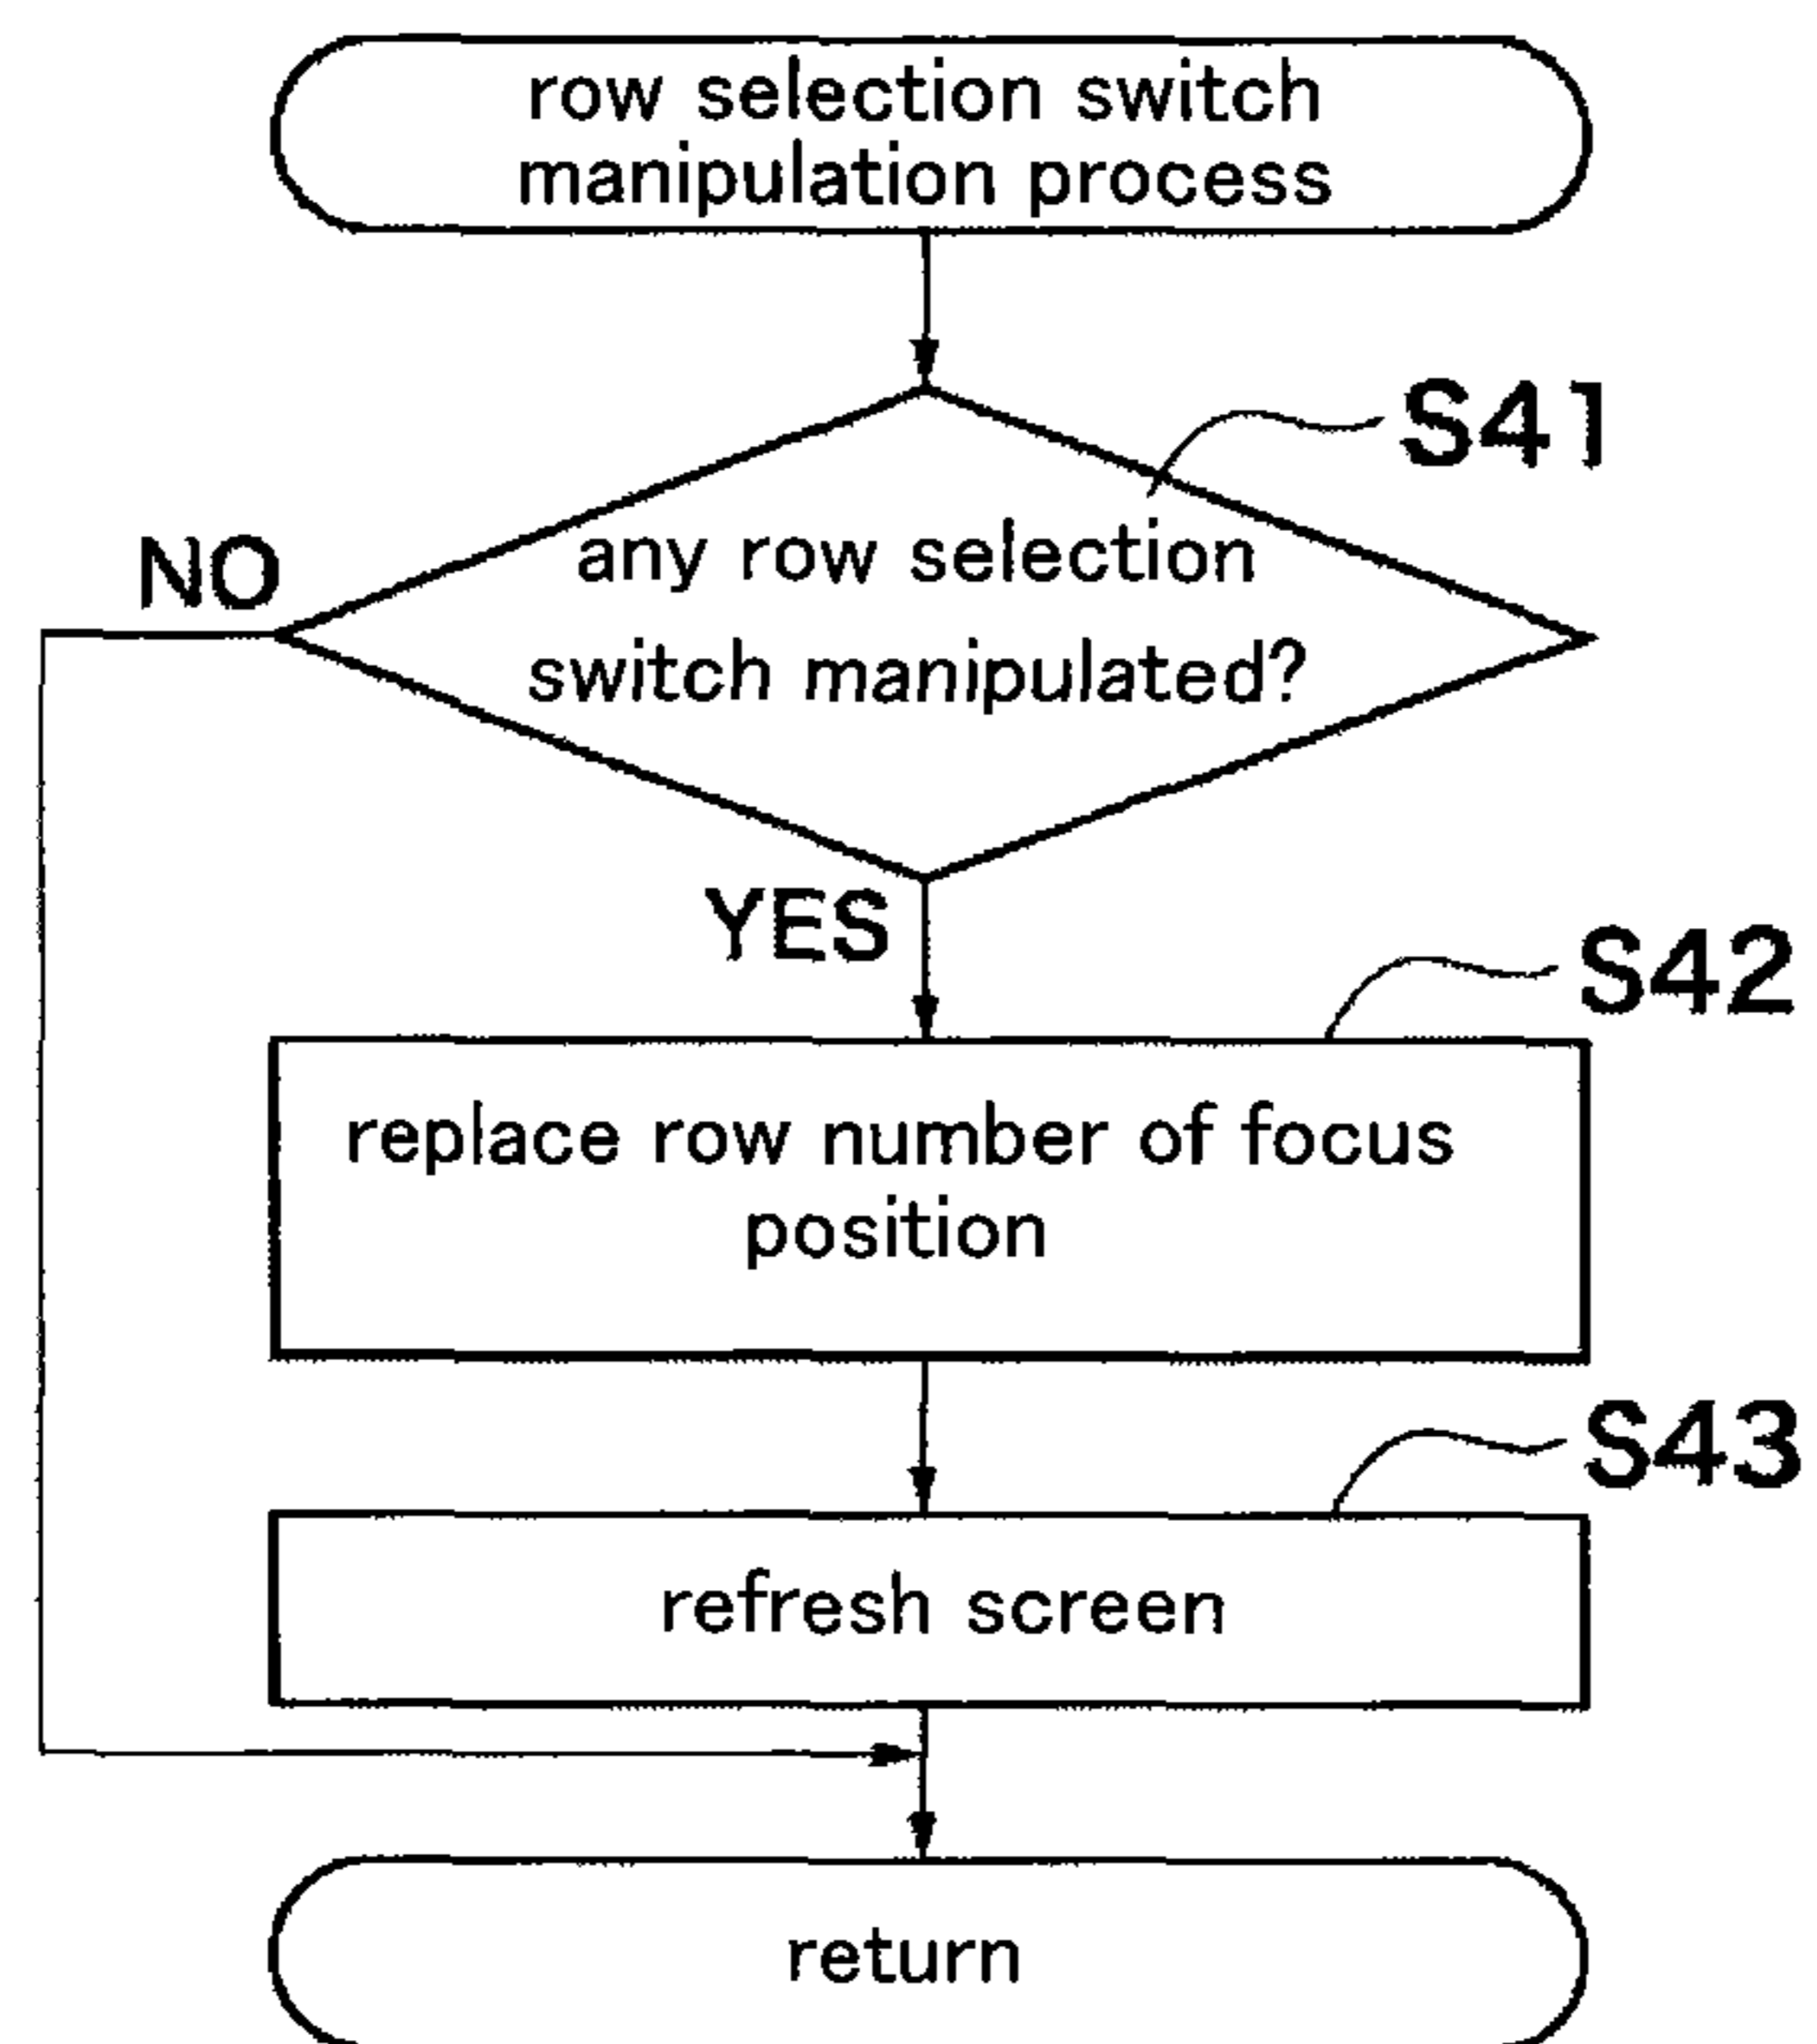 row selection switch
manipulation process
S41
NO
any row selection
switch manipulated?
YES
S42
replace row number of focus
position
S43
refresh screen
return